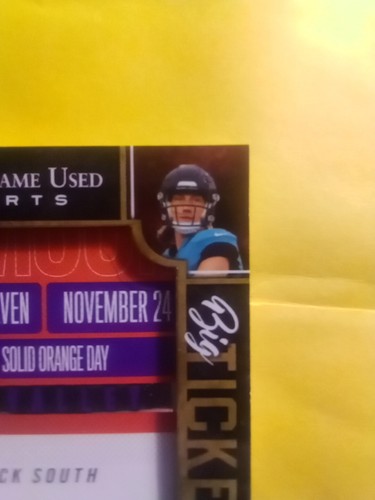 AME USED
RTS
VEN NOVEMBER 24
SOLID ORANGE DAY
Big
TICKE
CK SOUTH